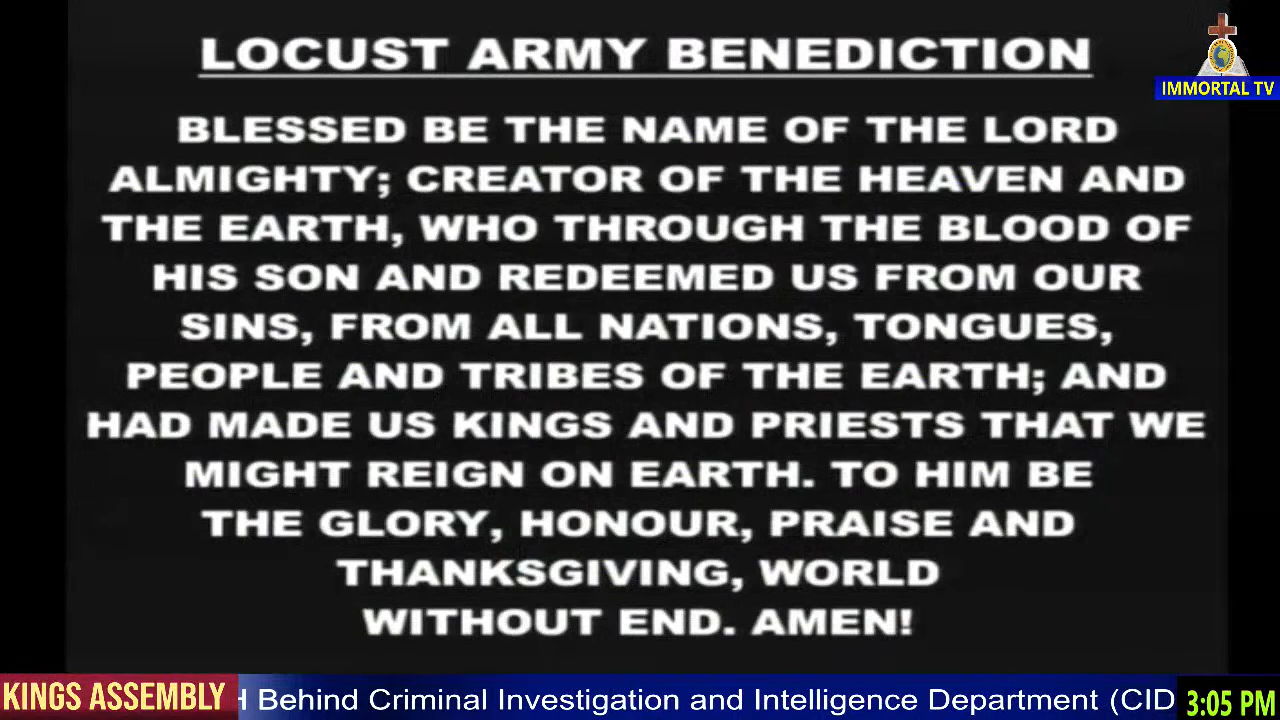 LOCUST ARMY BENEDICTION
IMMORTAL TV
BLESSED BE THE NAME OF THE LORD
ALMIGHTY; CREATOR OF THE HEAVEN AND
THE EARTH, WHO THROUGH THE BLOOD OF
HIS SON AND REDEEMED US FROM OUR
SINS, FROM ALL NATIONS, TONGUES,
PEOPLE AND TRIBES OF THE EARTH; AND
HAD MADE US KINGS AND PRIESTS THAT WE
MIGHT REIGN ON EARTH. TO HIM BE
THE GLORY, HONOUR, PRAISE AND
THANKSGIVING, WORLD
WITHOUT END. AMEN!
KINGS ASSEMBLY
Behind Criminal Investigation and Intelligence Department (CID
3:05 PM